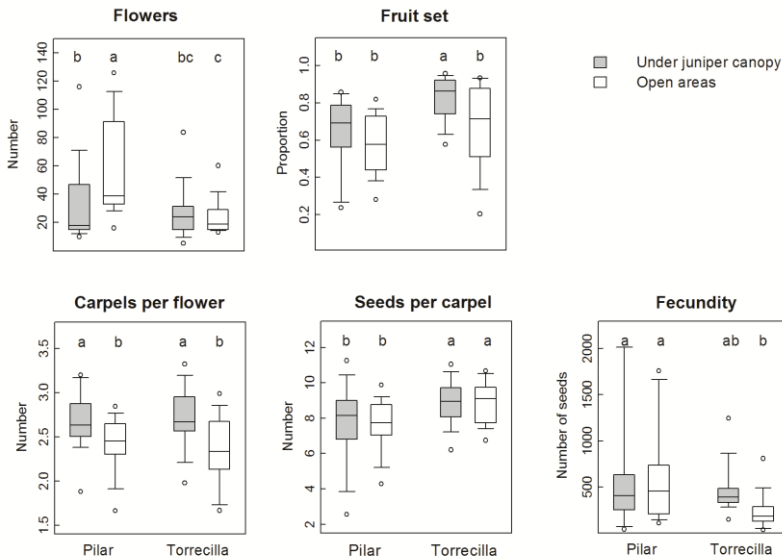 Flowers
Fruit set
Under juniper canopy
Open areas
Number
20 40 60 80 100 120 140
b a bc c
Proportion
0.2 0.4 0.6 0.8 1.0
b b a b
Carpels per flower
Seeds per carpel
Fecundity
Number
1.5 2.0 2.5 3.0 3.5
a b a b
Number
2 4 6 8 10 12
b b a a
Number of seeds
500 1000 1500 2000
a a ab b
Pilar Torrecilla
Pilar Torrecilla
Pilar Torrecilla